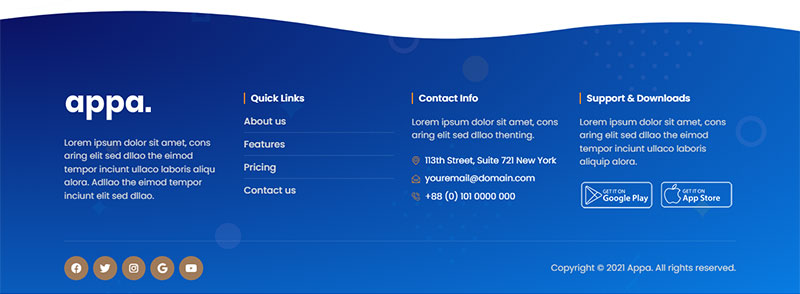 appa.
Lorem ipsum dolor sit amet, cons
aring elit sed dllao the eimod
tempor inciunt ullaco laboris aliqu
alora. Adllao the eimod tempor
inciunt elit sed dllao.
Quick Links
About us
Features
Pricing
Contact us
Contact Info
Lorem ipsum dolor sit amet, cons
aring elit sed dllao thenting.
113th Street, Suite 721 New York
youremail@domain.com
+88 (0) 101 0000 000
Support & Downloads
Lorem ipsum dolor sit amet, cons
aring elit sed dllao the eimod
tempor inciunt utdllaco laboris
aliquip alora.
GET IT ON
Google Play
GET IT ON
App Store
Copyright © 2021 Appa. All rights reserved.